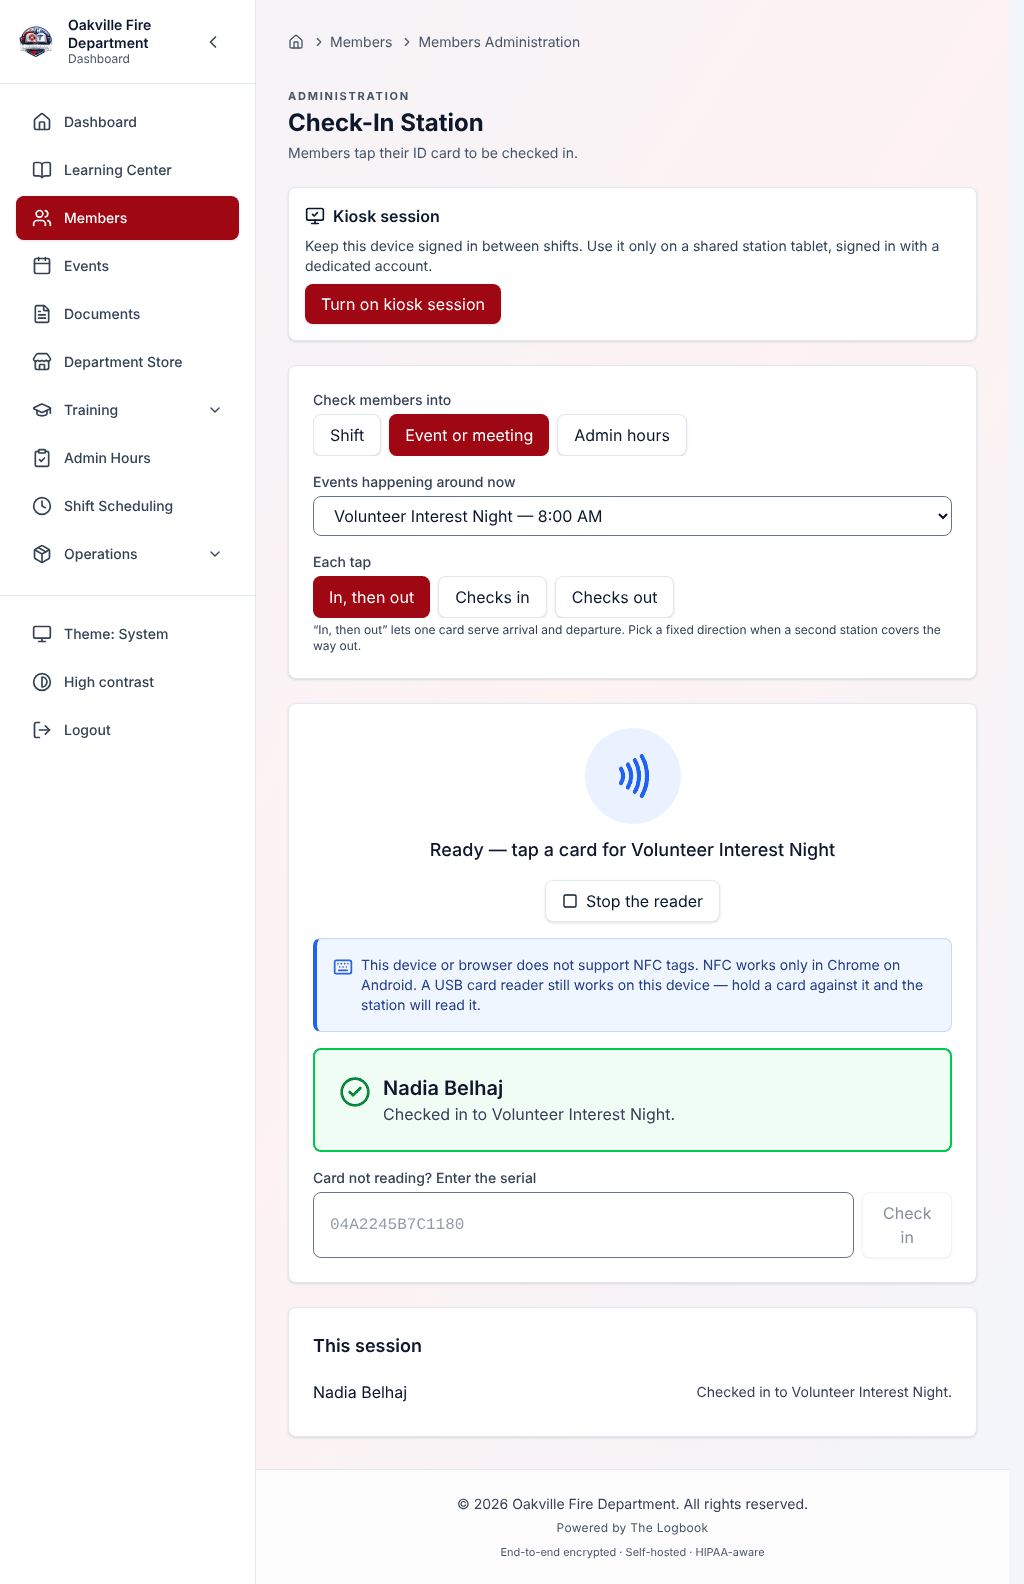 Oakville Fire
Department
Dashboard
Dashboard
Learning Center
Members
Events
Documents
Department Store
Training
Admin Hours
Shift Scheduling
Operations
Theme: System
High contrast
Logout
Members
Members Administration
ADMINISTRATION
Check-In Station
Members tap their ID card to be checked in.
Kiosk session
Keep this device signed in between shifts. Use it only on a shared station tablet, signed in with a
dedicated account.
Turn on kiosk session
Check members into
Shift
Event or meeting
Admin hours
Events happening around now
Volunteer Interest Night — 8:00 AM
Each tap
In, then out
Checks in
Checks out
“In, then out” lets one card serve arrival and departure. Pick a fixed direction when a second station covers the
way out.
Ready — tap a card for Volunteer Interest Night
Stop the reader
This device or browser does not support NFC tags. NFC works only in Chrome on
Android. A USB card reader still works on this device — hold a card against it and the
station will read it.
Nadia Belhaj
Checked in to Volunteer Interest Night.
Card not reading? Enter the serial
04A2245B7C1180
Check
in
This session
Nadia Belhaj
Checked in to Volunteer Interest Night.
© 2026 Oakville Fire Department. All rights reserved.
Powered by The Logbook
End-to-end encrypted · Self-hosted · HIPAA-aware